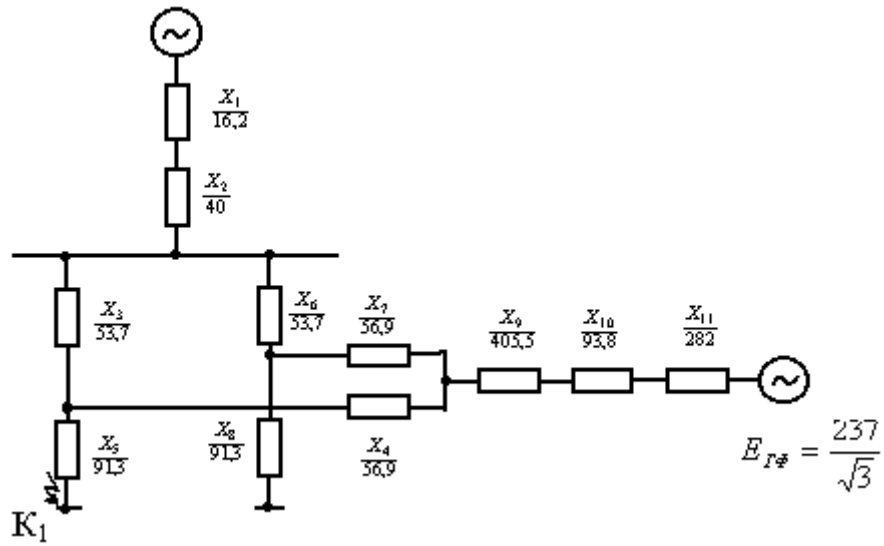 X1
16,2
X2
40
X3
53,7
X6
53,7
X7
56,9
X9
405,5
X10
93,8
X11
282
X5
91,3
X8
91,3
X4
56,9
EГФ = 237/√3
К1